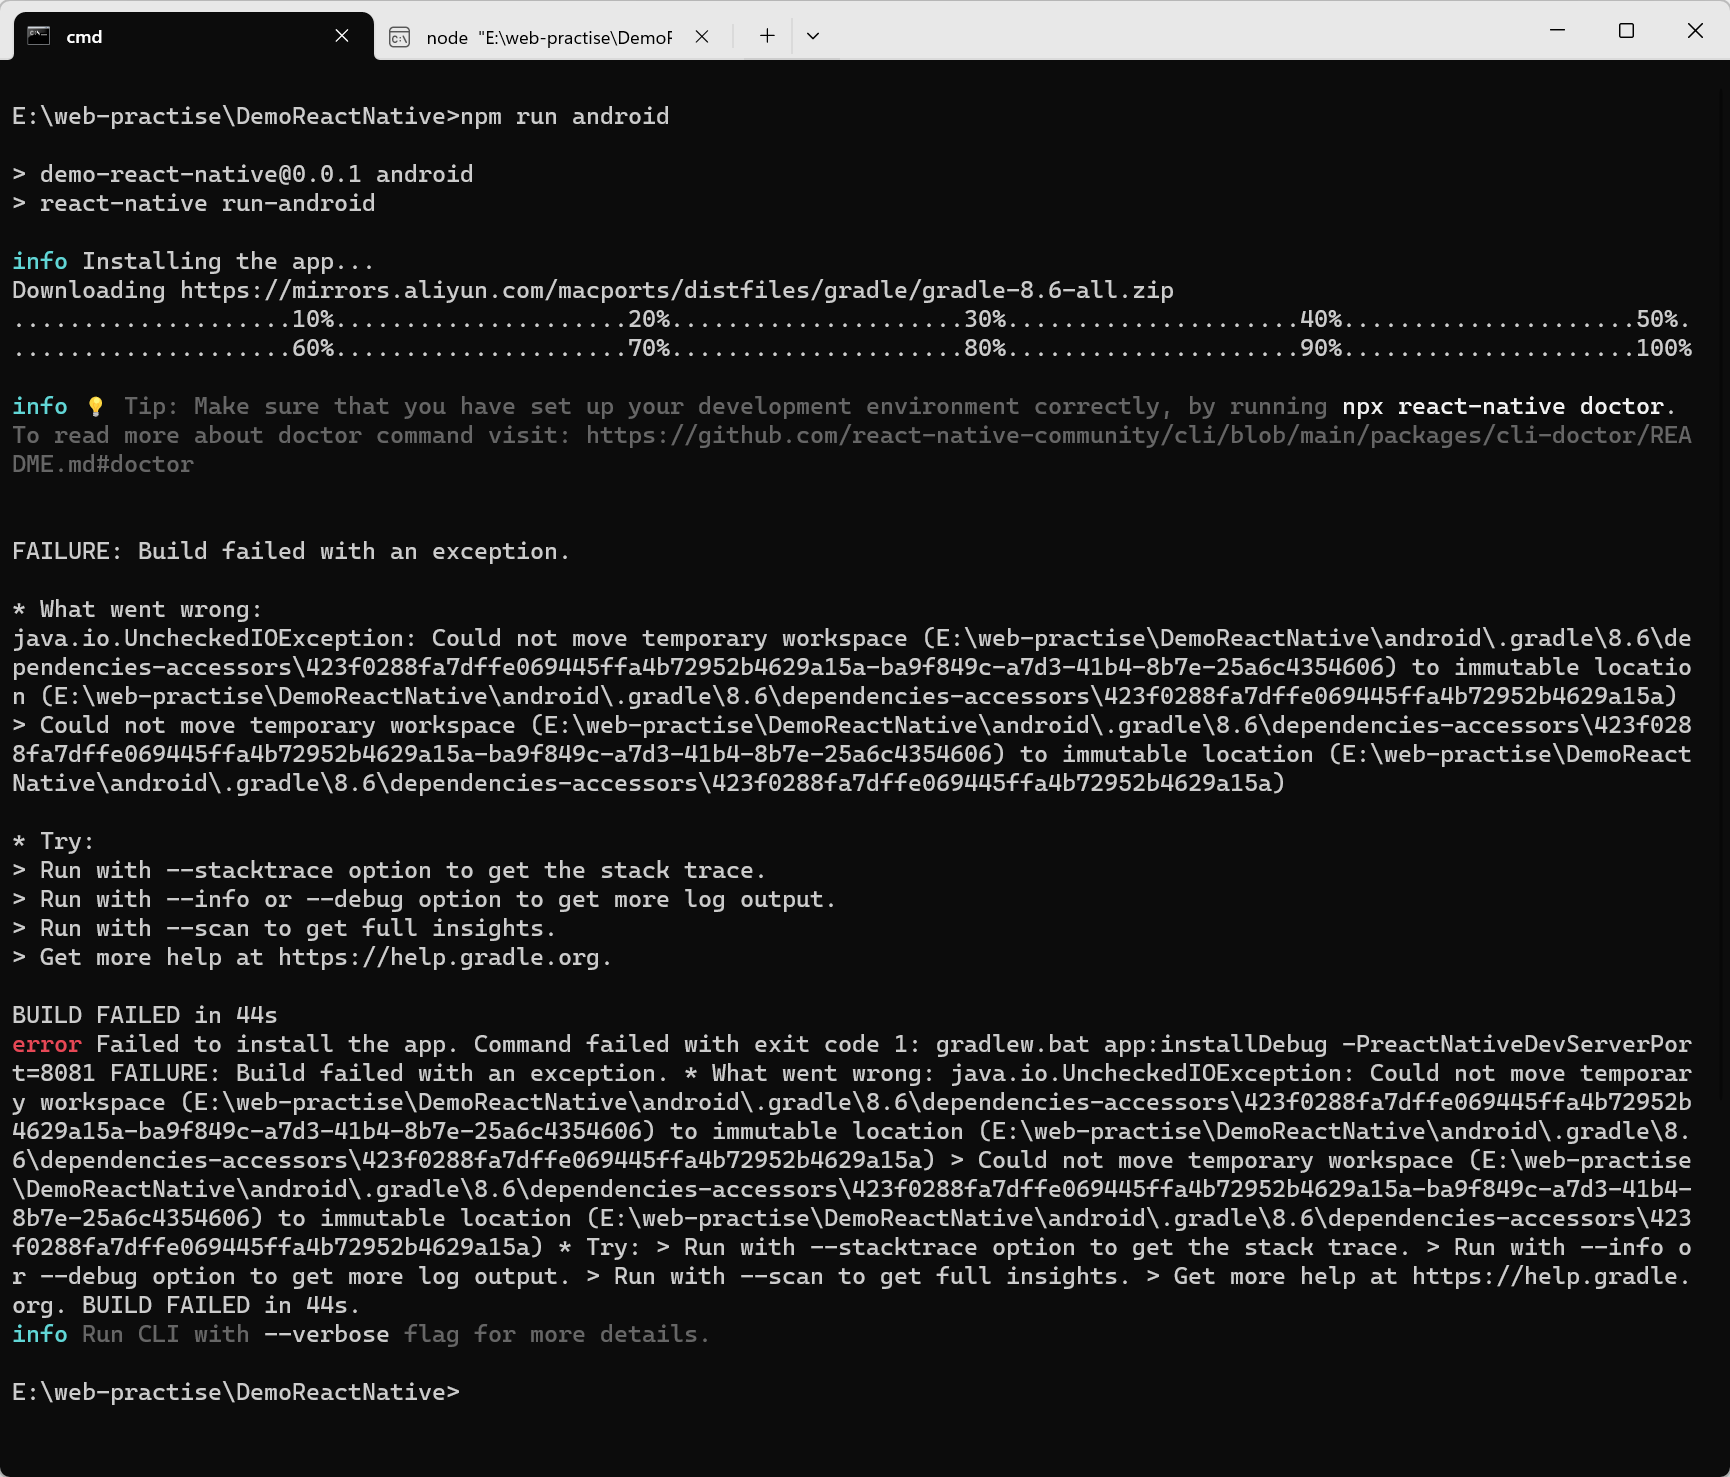 cmd
node "E:\web-practise\DemoR
E:\web-practise\DemoReactNative>npm run android
> demo-react-native@0.0.1 android
> react-native run-android
info Installing the app...
Downloading https://mirrors.aliyun.com/macports/distfiles/gradle/gradle-8.6-all.zip
....................10%.....................20%.....................30%.....................40%.....................50%.
....................60%.....................70%.....................80%.....................90%.....................100%
info 💡 Tip: Make sure that you have set up your development environment correctly, by running npx react-native doctor.
To read more about doctor command visit: https://github.com/react-native-community/cli/blob/main/packages/cli-doctor/REA
DME.md#doctor
FAILURE: Build failed with an exception.
* What went wrong:
java.io.UncheckedIOException: Could not move temporary workspace (E:\web-practise\DemoReactNative\android\.gradle\8.6\de
pendencies-accessors\423f0288fa7dffe069445ffa4b72952b4629a15a-ba9f849c-a7d3-41b4-8b7e-25a6c4354606) to immutable locatio
n (E:\web-practise\DemoReactNative\android\.gradle\8.6\dependencies-accessors\423f0288fa7dffe069445ffa4b72952b4629a15a)
> Could not move temporary workspace (E:\web-practise\DemoReactNative\android\.gradle\8.6\dependencies-accessors\423f028
8fa7dffe069445ffa4b72952b4629a15a-ba9f849c-a7d3-41b4-8b7e-25a6c4354606) to immutable location (E:\web-practise\DemoReact
Native\android\.gradle\8.6\dependencies-accessors\423f0288fa7dffe069445ffa4b72952b4629a15a)
* Try:
> Run with --stacktrace option to get the stack trace.
> Run with --info or --debug option to get more log output.
> Run with --scan to get full insights.
> Get more help at https://help.gradle.org.
BUILD FAILED in 44s
error Failed to install the app. Command failed with exit code 1: gradlew.bat app:installDebug -PreactNativeDevServerPor
t=8081 FAILURE: Build failed with an exception. * What went wrong: java.io.UncheckedIOException: Could not move temporar
y workspace (E:\web-practise\DemoReactNative\android\.gradle\8.6\dependencies-accessors\423f0288fa7dffe069445ffa4b72952b
4629a15a-ba9f849c-a7d3-41b4-8b7e-25a6c4354606) to immutable location (E:\web-practise\DemoReactNative\android\.gradle\8.
6\dependencies-accessors\423f0288fa7dffe069445ffa4b72952b4629a15a) > Could not move temporary workspace (E:\web-practise
\DemoReactNative\android\.gradle\8.6\dependencies-accessors\423f0288fa7dffe069445ffa4b72952b4629a15a-ba9f849c-a7d3-41b4-
8b7e-25a6c4354606) to immutable location (E:\web-practise\DemoReactNative\android\.gradle\8.6\dependencies-accessors\423
f0288fa7dffe069445ffa4b72952b4629a15a) * Try: > Run with --stacktrace option to get the stack trace. > Run with --info o
r --debug option to get more log output. > Run with --scan to get full insights. > Get more help at https://help.gradle.
org. BUILD FAILED in 44s.
info Run CLI with --verbose flag for more details.
E:\web-practise\DemoReactNative>